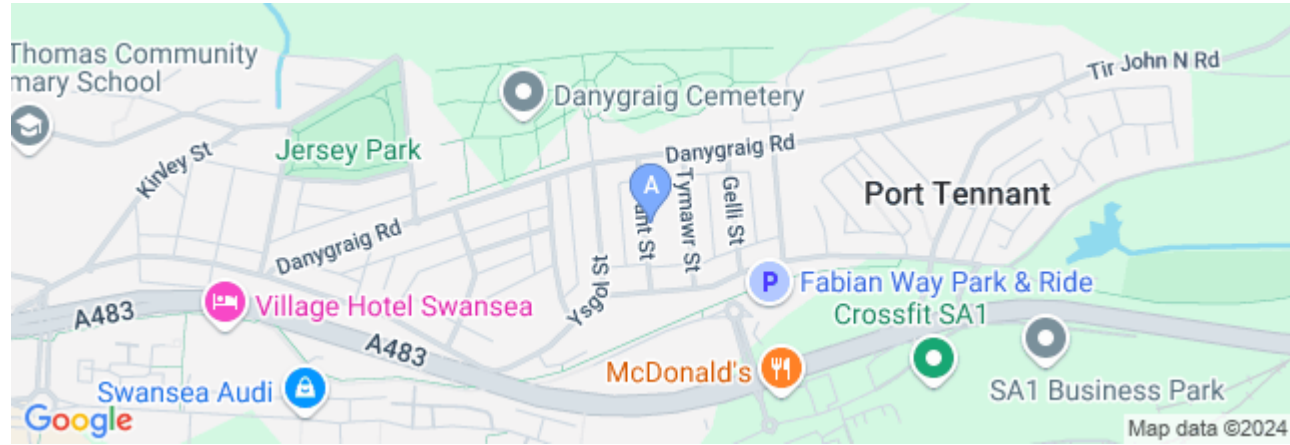 Thomas Community
mary School
Kinley St
Jersey Park
Danygraig Cemetery
Tir John N Rd
Danygraig Rd
A
Tymawr St
Gelli St
Port Tennant
Danygraig Rd
Ysgol St
ant St
P
Fabian Way Park & Ride
Village Hotel Swansea
A483
A483
Crossfit SA1
McDonald's
SA1 Business Park
Swansea Audi
Google
Map data ©2024